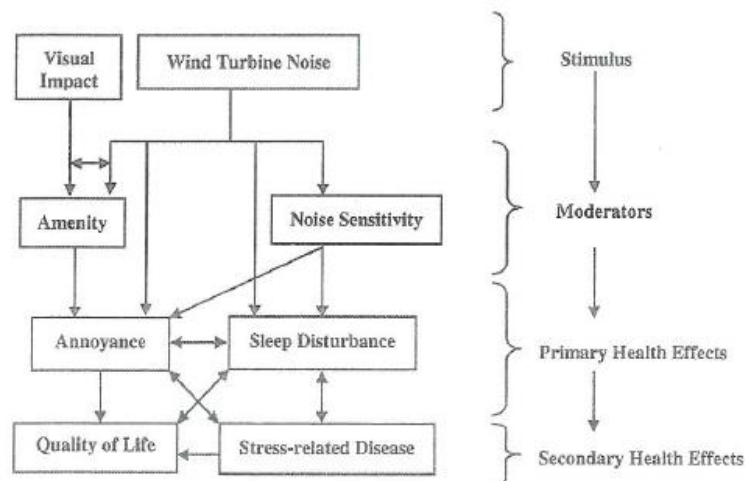 Visual
Impact
Wind Turbine Noise
Stimulus
Amenity
Noise Sensitivity
Moderators
Annoyance
Sleep Disturbance
Primary Health Effects
Quality of Life
Stress-related Disease
Secondary Health Effects